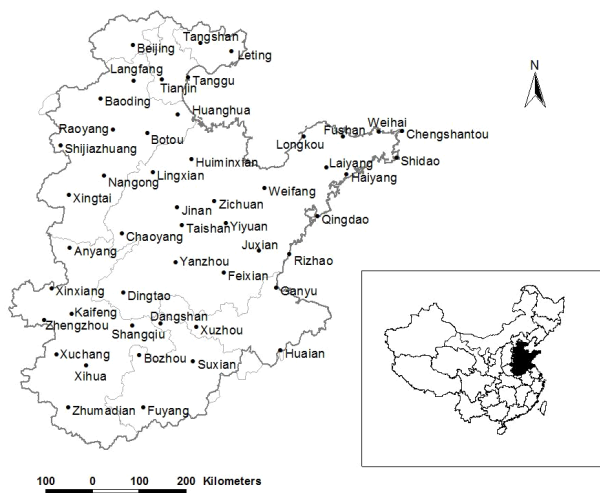 Tangshan
Beijing
Leting
N
Langfang
Tianjin
Tanggu
Baoding
Huanghua
Raoyang
Botou
Weihai
Fushan
Chengshantou
Longkou
Shijiazhuang
Huiminxian
Laiyang
Shidao
Nangong
Lingxian
Haiyang
Xingtai
Weifang
Zichuan
Jinan
Qingdao
Taishan
Yiyuan
Chaoyang
Anyang
Juxian
Rizhao
Yanzhou
Feixian
Xinxiang
Dingtao
Ganyu
Kaifeng
Zhengzhou
Dangshan
Shangqiu
Xuzhou
Xuchang
Bozhou
Huaian
Xihua
Suxian
Zhumadian
Fuyang
100 0 100 200 Kilometers